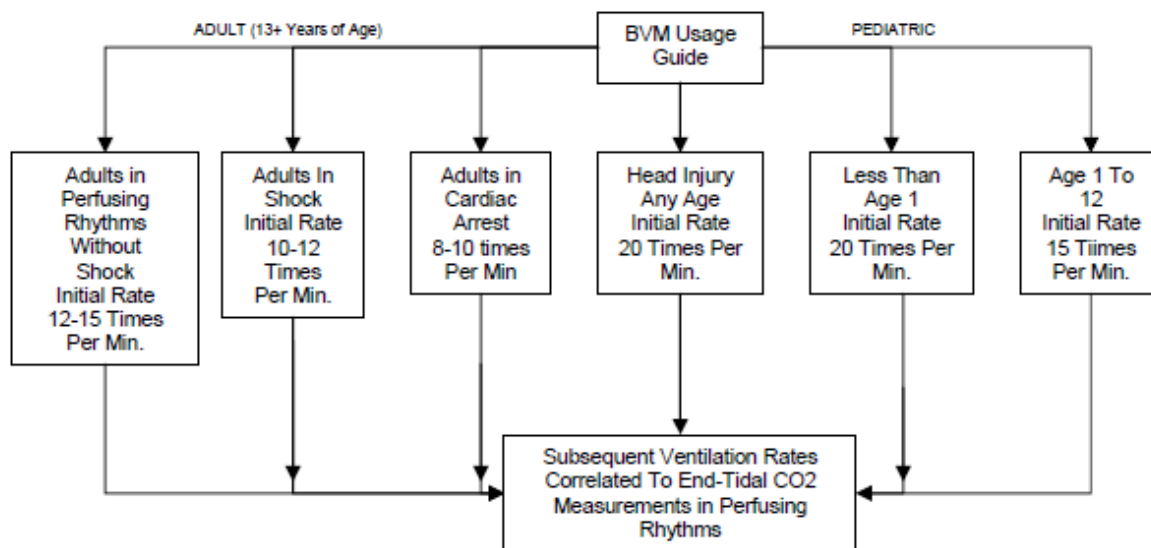 ADULT (13+ Years of Age)
BVM Usage
Guide
PEDIATRIC
Adults in
Perfusing
Rhythms
Without
Shock
Initial Rate
12-15 Times
Per Min.
Adults In
Shock
Initial Rate
10-12
Times
Per Min.
Adults in
Cardiac
Arrest
8-10 times
Per Min
Head Injury
Any Age
Initial Rate
20 Times Per
Min.
Less Than
Age 1
Initial Rate
20 Times Per
Min.
Age 1 To
12
Initial Rate
15 Tiimes
Per Min.
Subsequent Ventilation Rates
Correlated To End-Tidal CO2
Measurements in Perfusing
Rhythms